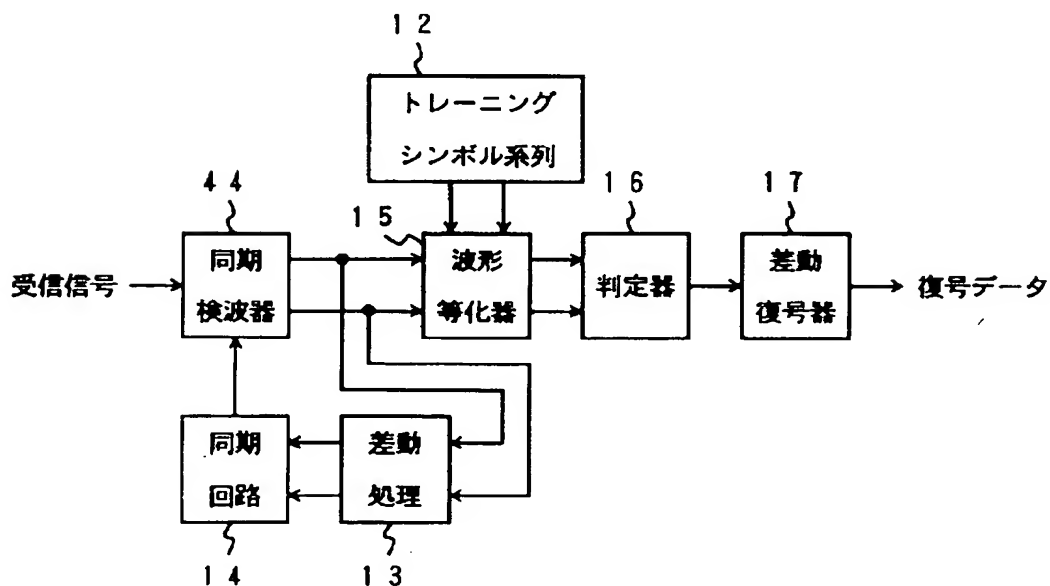 １２
トレーニング
シンボル系列
４４
１５
１６
１７
受信信号
同期
検波器
波形
等化器
判定器
差動
復号器
復号データ
同期
回路
差動
処理
１４
１３